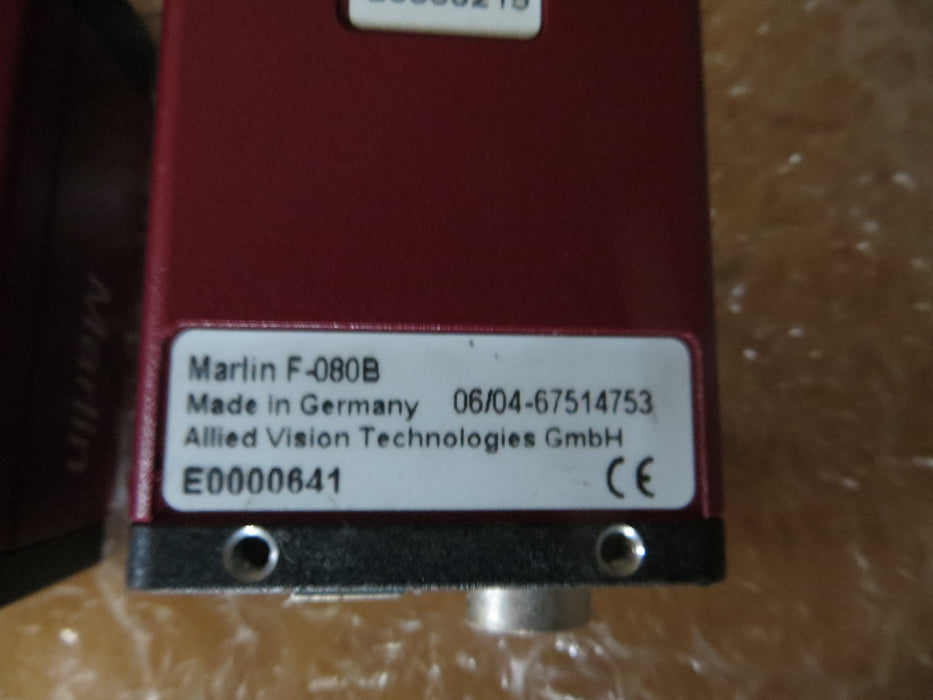 Marlin F-080B
Made in Germany 06/04-67514753
Allied Vision Technologies GmbH
E0000641 CE
Marlin